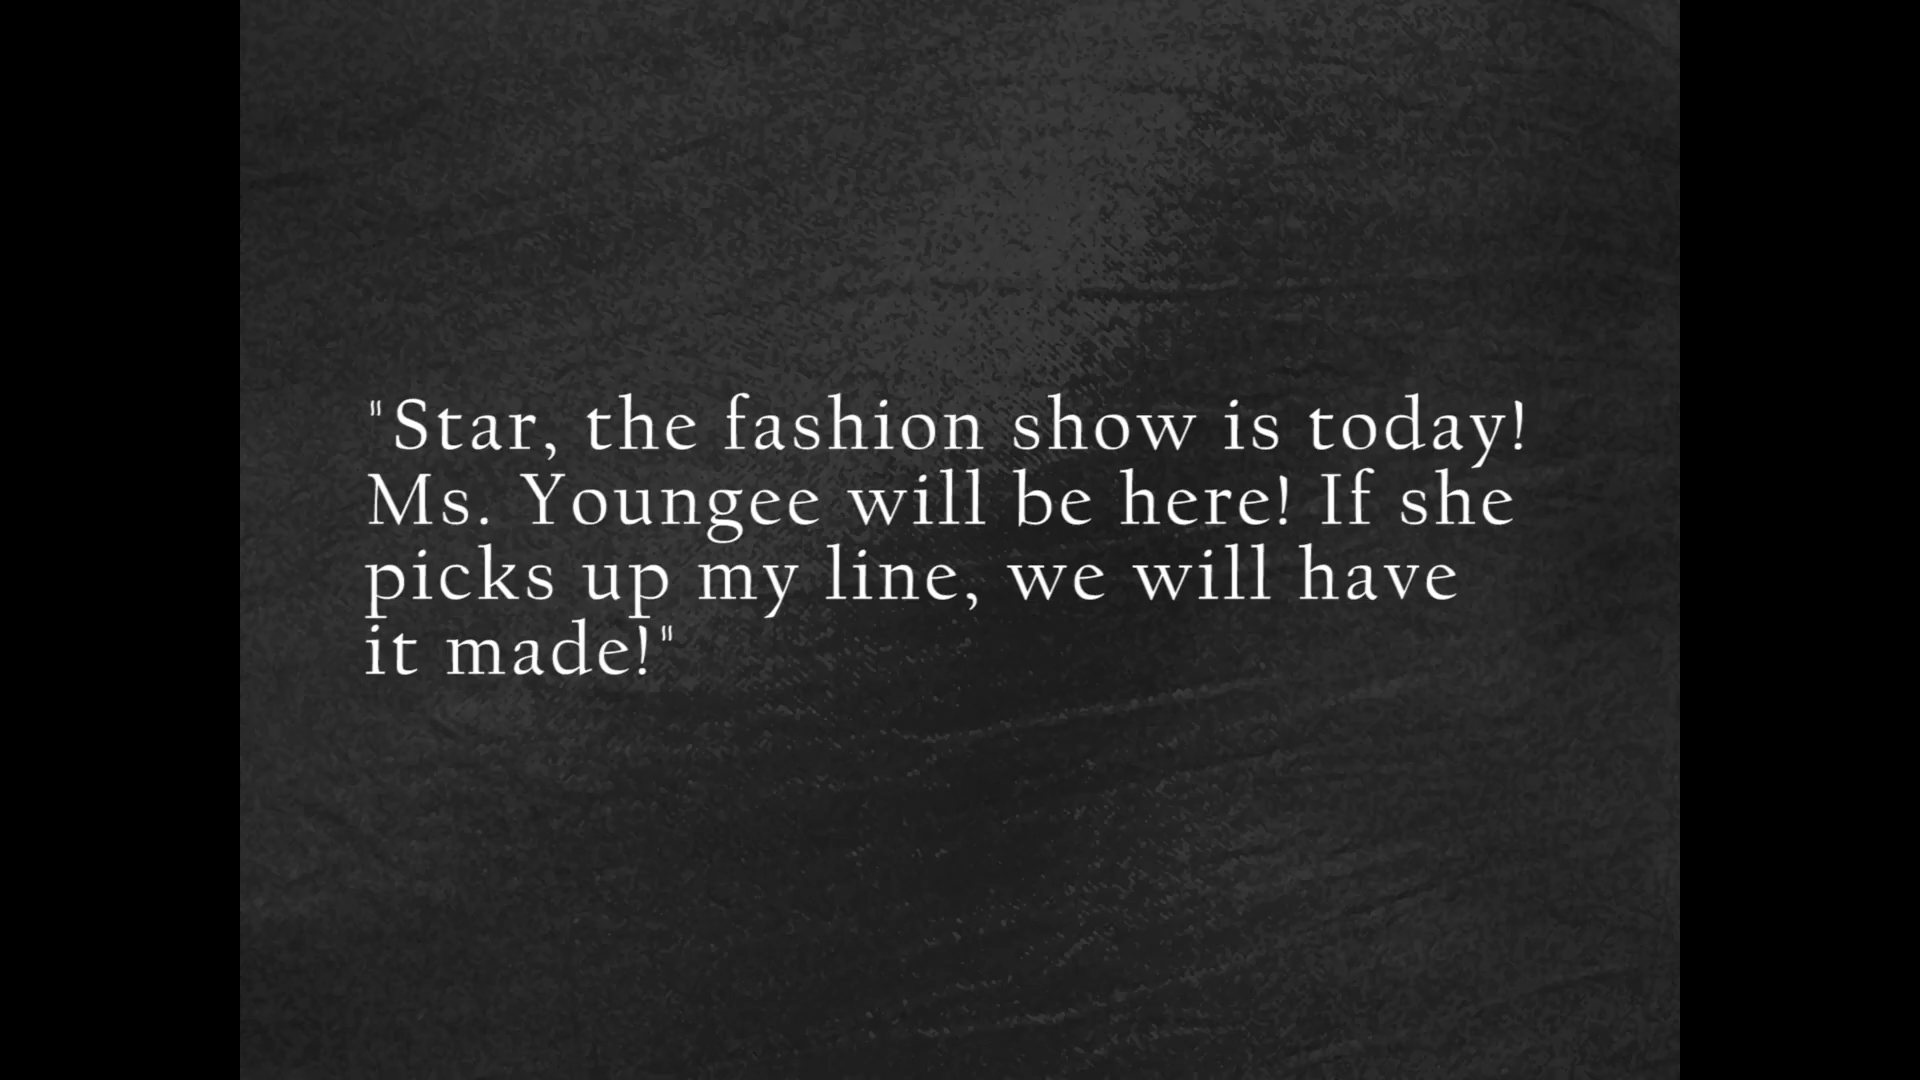 "Star, the fashion show is today!
Ms. Youngee will be here! If she
picks up my line, we will have
it made!"